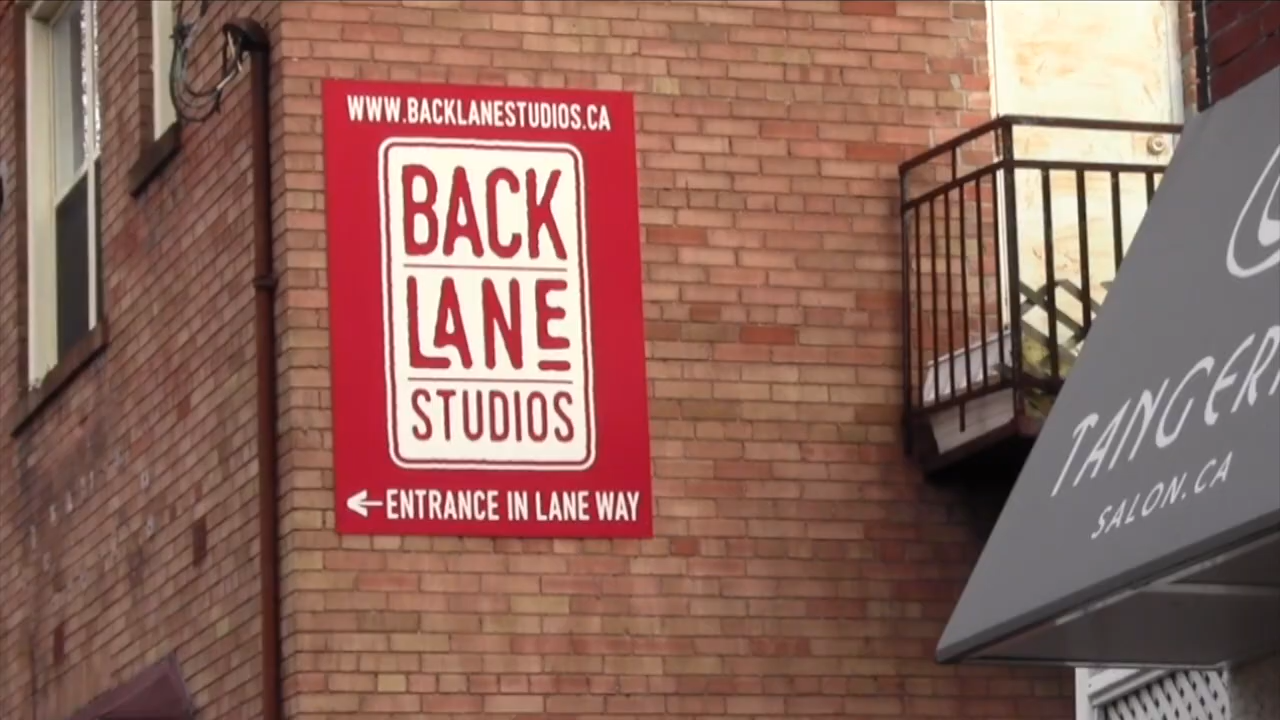 WWW.BACKLANESTUDIOS.CA
BACK
LANE
STUDIOS
←ENTRANCE IN LANE WAY
SALON.CA